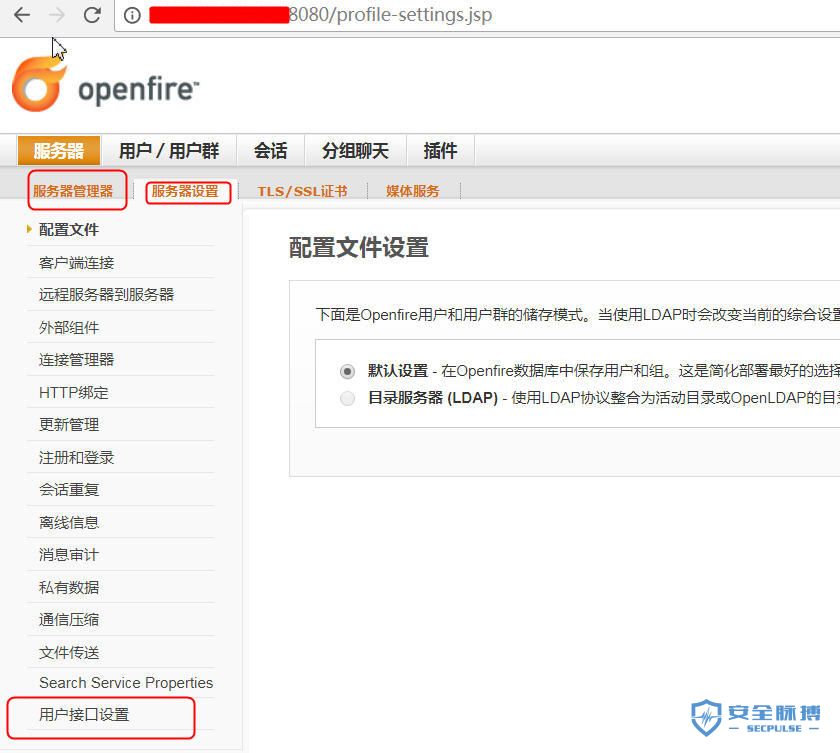 8080/profile-settings.jsp
openfire™
服务器 用户 / 用户群 会话 分组聊天 插件
服务器管理器 服务器设置 TLS/SSL证书 媒体服务
配置文件
客户端连接
远程服务器到服务器
外部组件
连接管理器
HTTP绑定
更新管理
注册和登录
会话重复
离线信息
消息审计
私有数据
通信压缩
文件传送
Search Service Properties
用户接口设置
配置文件设置
下面是Openfire用户和用户群的储存模式。当使用LDAP时会改变当前的综合设置
默认设置 - 在Openfire数据库中保存用户和组。这是简化部署最好的选择
目录服务器 (LDAP) - 使用LDAP协议整合为活动目录或OpenLDAP的目录
安全脉搏
SECPULSE